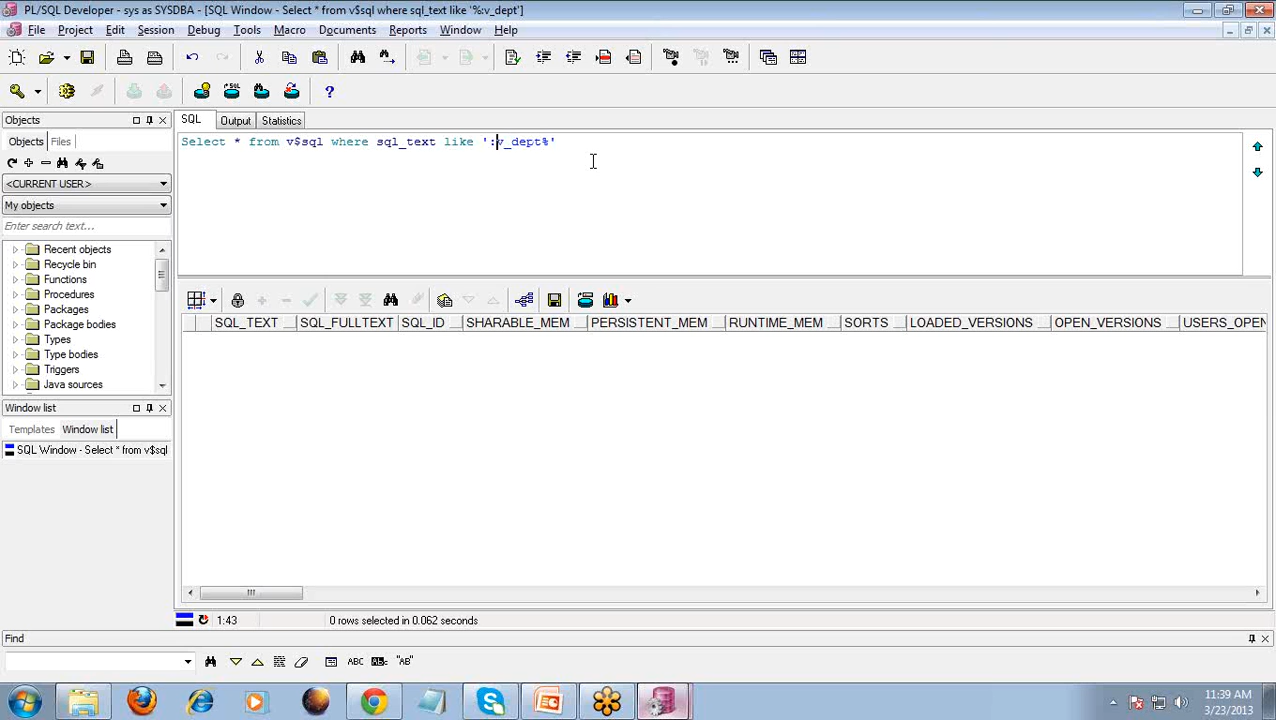 PL/SQL Developer - sys as SYSDBA - [SQL Window - Select * from v$sql where sql_text like '%:v_dept']
File Project Edit Session Debug Tools Macro Documents Reports Window Help
Objects
Objects Files
<CURRENT USER>
My objects
Enter search text...
Recent objects
Recycle bin
Functions
Procedures
Packages
Package bodies
Types
Type bodies
Triggers
Java sources
Window list
Templates Window list
SQL Window - Select * from v$sql
SQL Output Statistics
Select * from v$sql where sql_text like ':v_dept%'
SQL_TEXT SQL_FULLTEXT SQL_ID SHARABLE_MEM PERSISTENT_MEM RUNTIME_MEM SORTS LOADED_VERSIONS OPEN_VERSIONS USERS_OPEN
1:43 0 rows selected in 0.062 seconds
Find
ABC "AB"
11:39 AM
3/23/2013